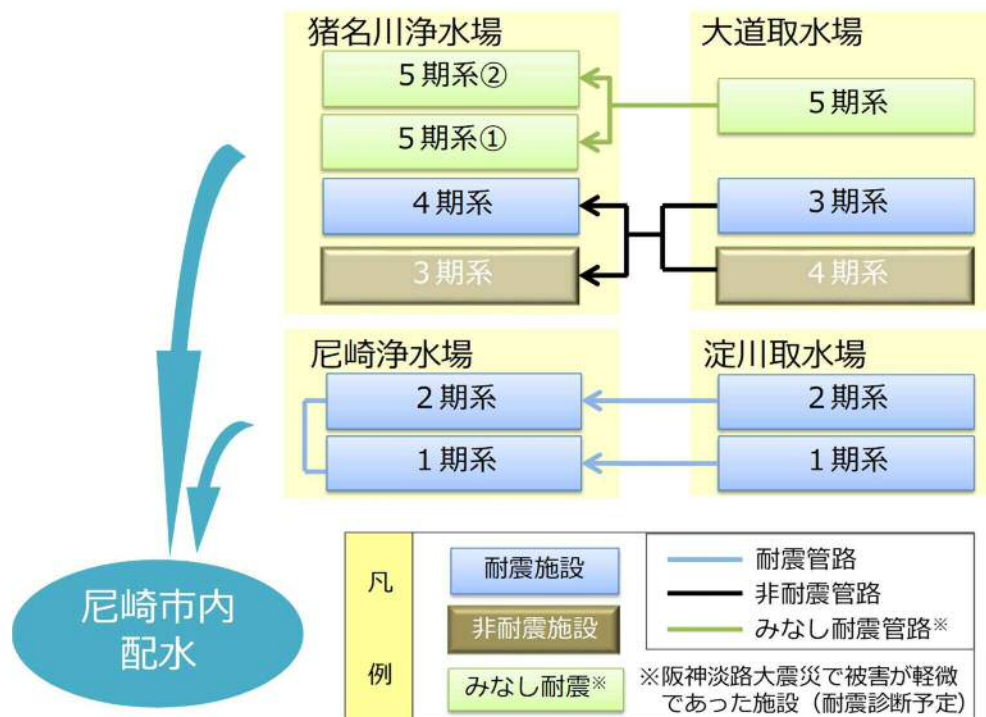 猪名川浄水場
５期系②
５期系①
４期系
３期系
大道取水場
５期系
３期系
４期系
尼崎浄水場
２期系
１期系
淀川取水場
２期系
１期系
尼崎市内
配水
凡
例
耐震施設
非耐震施設
みなし耐震※
耐震管路
非耐震管路
みなし耐震管路※
※阪神淡路大震災で被害が軽微
であった施設（耐震診断予定）